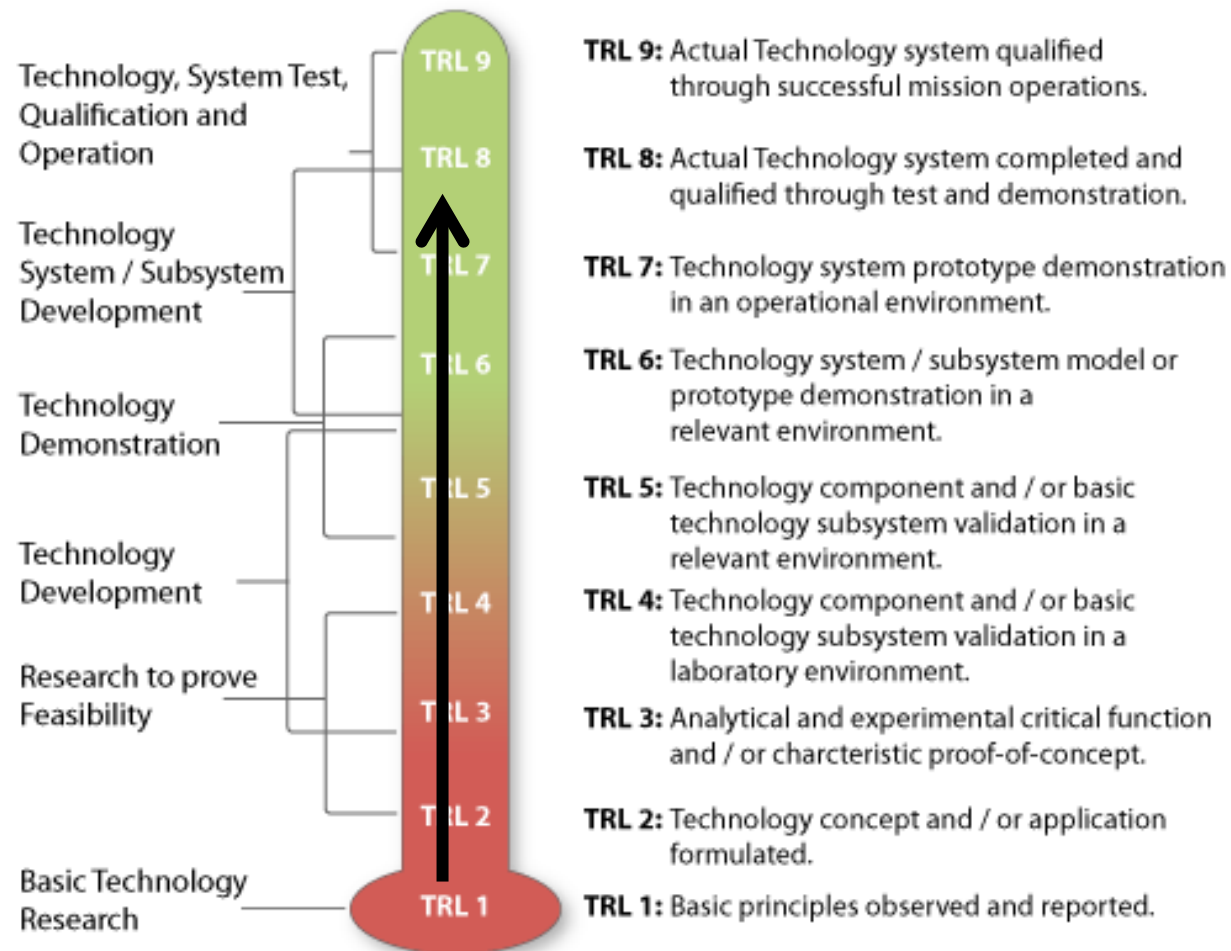 Technology, System Test,
Qualification and
Operation
Technology
System / Subsystem
Development
Technology
Demonstration
Technology
Development
Research to prove
Feasibility
Basic Technology
Research
TRL 9
TRL 8
TRL 7
TRL 6
TRL 5
TRL 4
TRL 3
TRL 2
TRL 1
TRL 9: Actual Technology system qualified
through successful mission operations.
TRL 8: Actual Technology system completed and
qualified through test and demonstration.
TRL 7: Technology system prototype demonstration
in an operational environment.
TRL 6: Technology system / subsystem model or
prototype demonstration in a
relevant environment.
TRL 5: Technology component and / or basic
technology subsystem validation in a
relevant environment.
TRL 4: Technology component and / or basic
technology subsystem validation in a
laboratory environment.
TRL 3: Analytical and experimental critical function
and / or charcteristic proof-of-concept.
TRL 2: Technology concept and / or application
formulated.
TRL 1: Basic principles observed and reported.